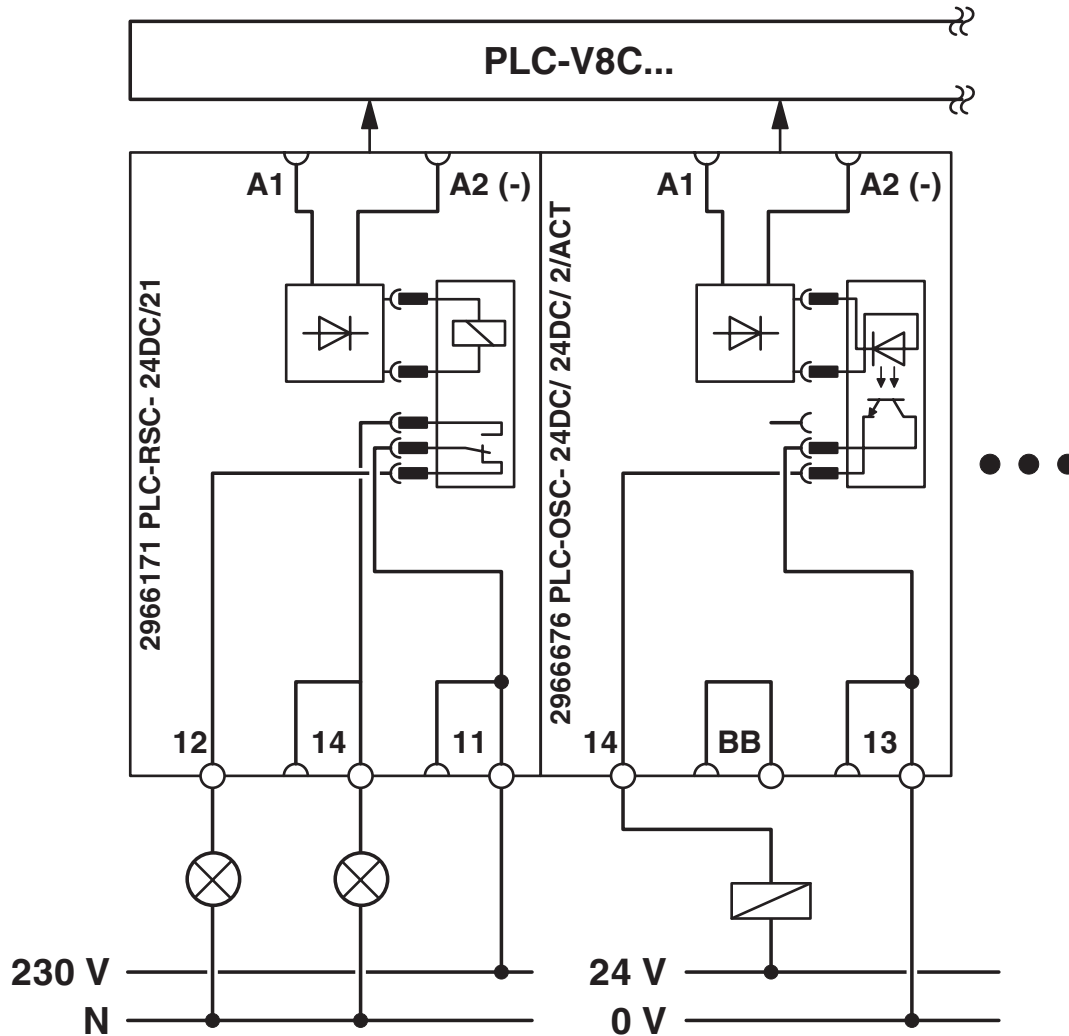 PLC-V8C...
A1
A2 (-)
A1
A2 (-)
2966171 PLC-RSC- 24DC/21
2966676 PLC-OSC- 24DC/ 24DC/ 2/ACT
12
14
11
14
BB
13
230 V
24 V
N
0 V